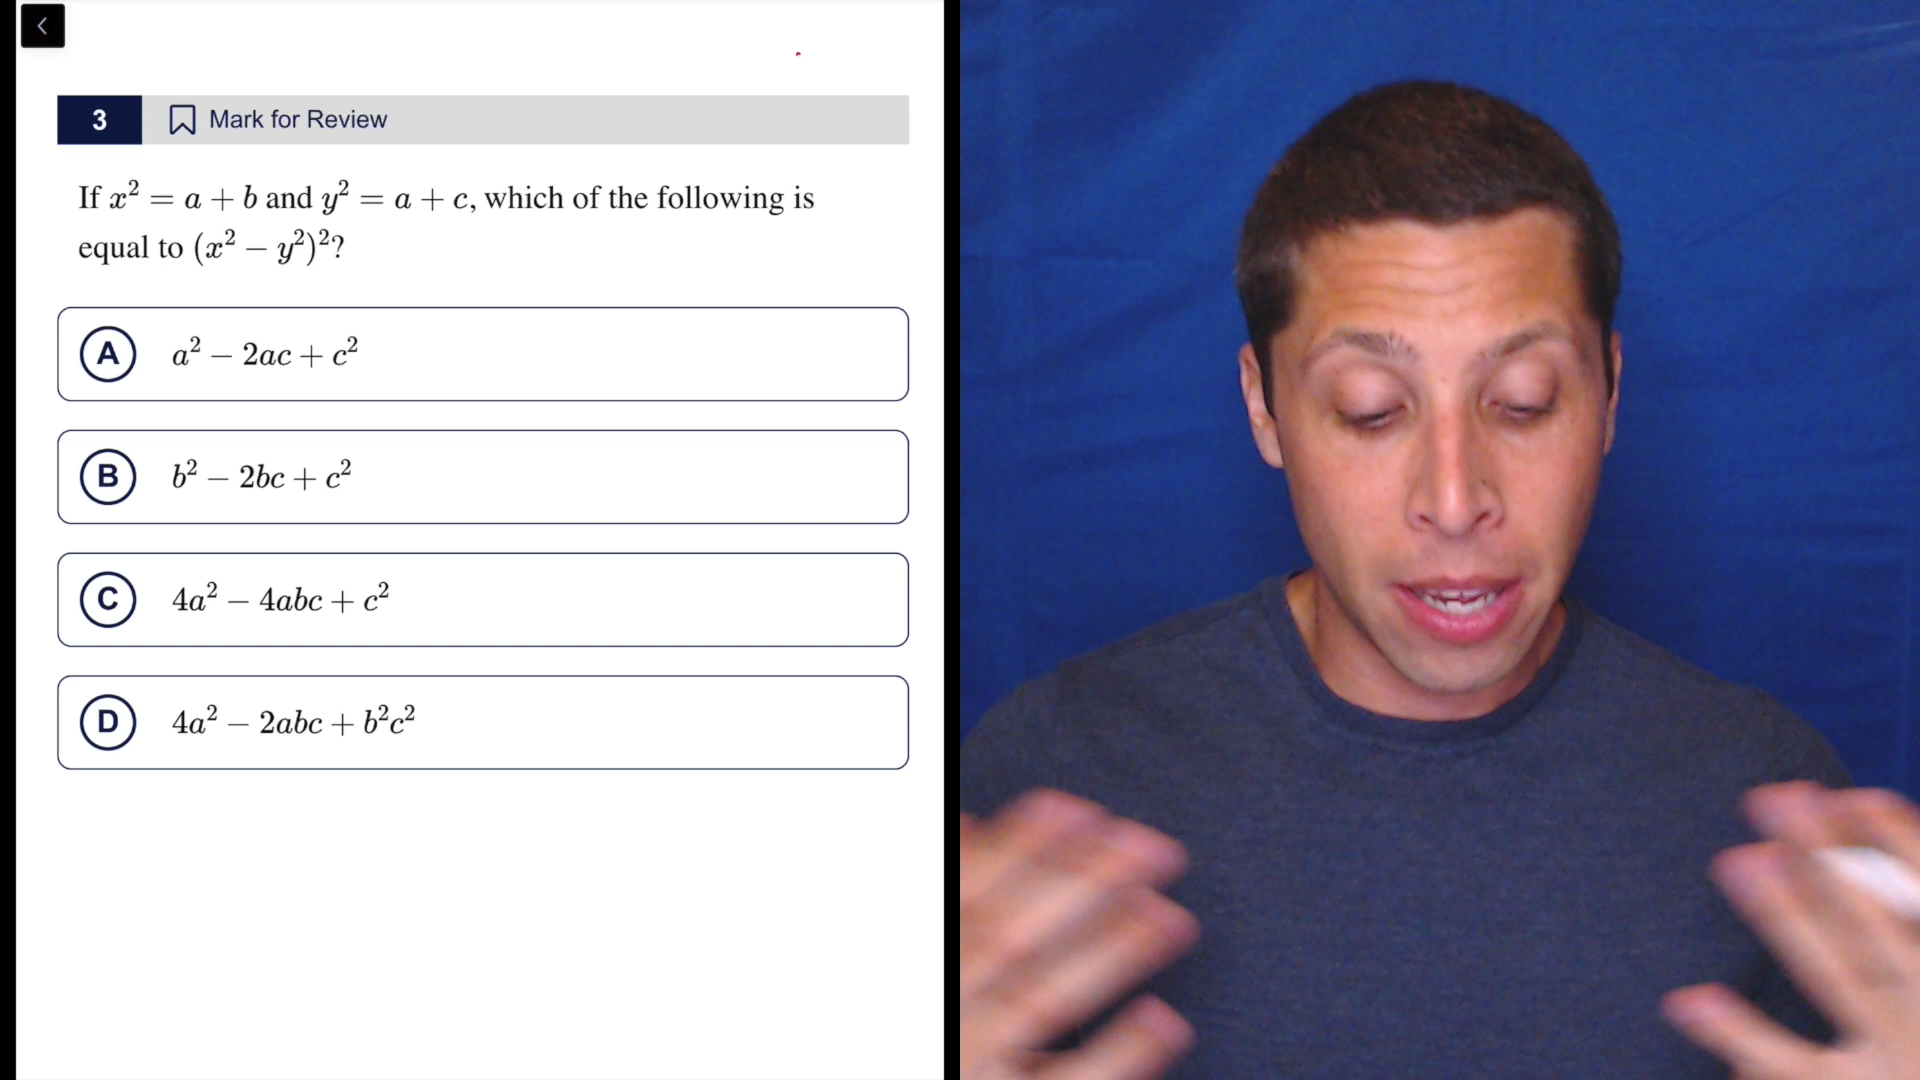 3 Mark for Review
If x² = a + b and y² = a + c, which of the following is
equal to (x² − y²)²?
A a² − 2ac + c²
B b² − 2bc + c²
C 4a² − 4abc + c²
D 4a² − 2abc + b²c²